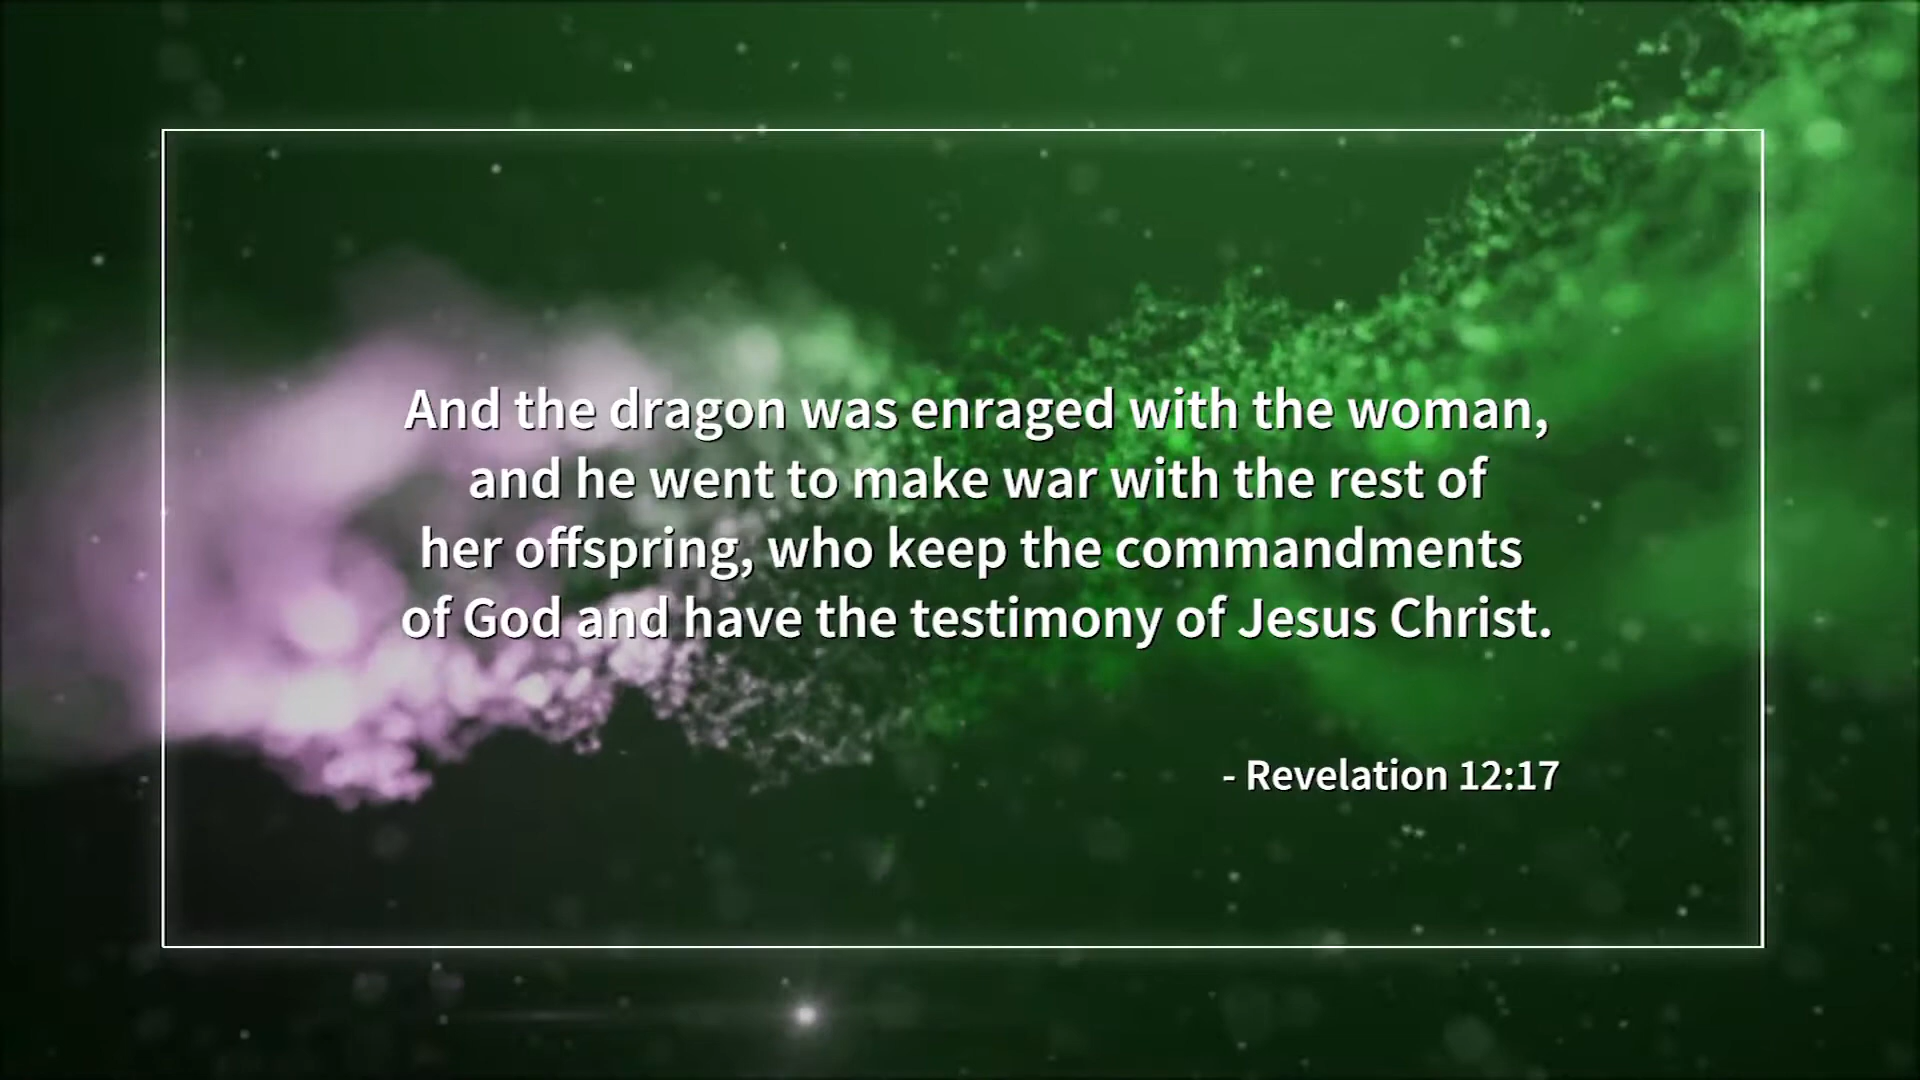 And the dragon was enraged with the woman,
and he went to make war with the rest of
her offspring, who keep the commandments
of God and have the testimony of Jesus Christ.
- Revelation 12:17